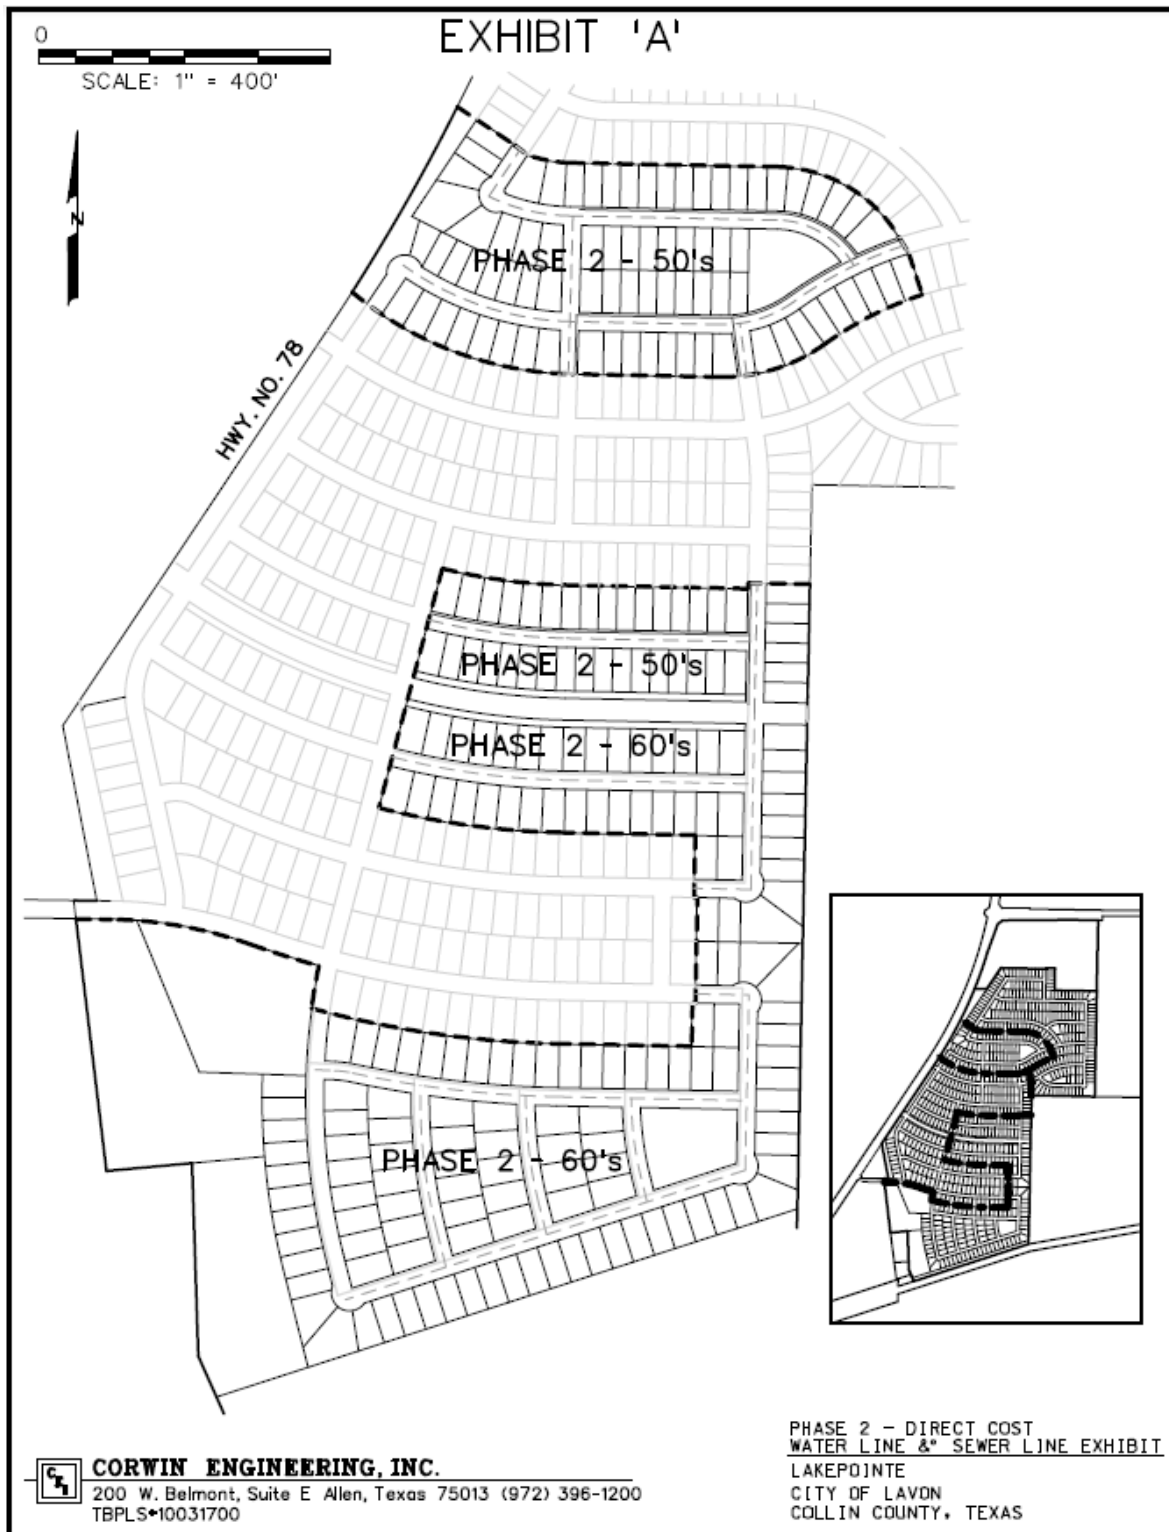 EXHIBIT 'A'
0
SCALE: 1" = 400'
N
PHASE 2 - 50's
HWY. NO. 78
PHASE 2 - 50's
PHASE 2 - 60's
PHASE 2 - 60's
CEI
CORWIN ENGINEERING, INC.
200 W. Belmont, Suite E Allen, Texas 75013 (972) 396-1200
TBPLS#10031700
PHASE 2 - DIRECT COST
WATER LINE & SEWER LINE EXHIBIT
LAKEPOINTE
CITY OF LAVON
COLLIN COUNTY, TEXAS